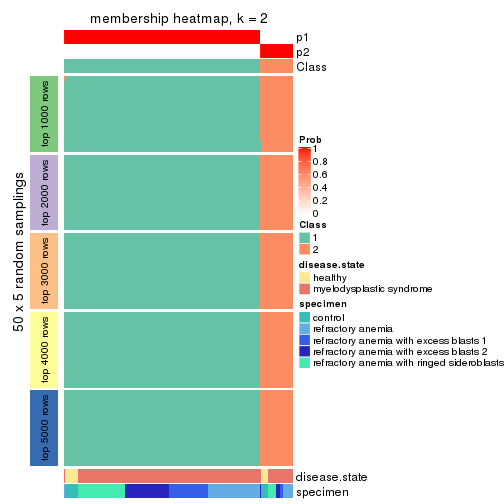 membership heatmap, k = 2
p1
p2
Class
50 x 5 random samplings
top 1000 rows
top 2000 rows
top 3000 rows
top 4000 rows
top 5000 rows
Prob
1
0.8
0.6
0.4
0.2
0
Class
1
2
disease.state
healthy
myelodysplastic syndrome
specimen
control
refractory anemia
refractory anemia with excess blasts 1
refractory anemia with excess blasts 2
refractory anemia with ringed sideroblasts
disease.state
specimen